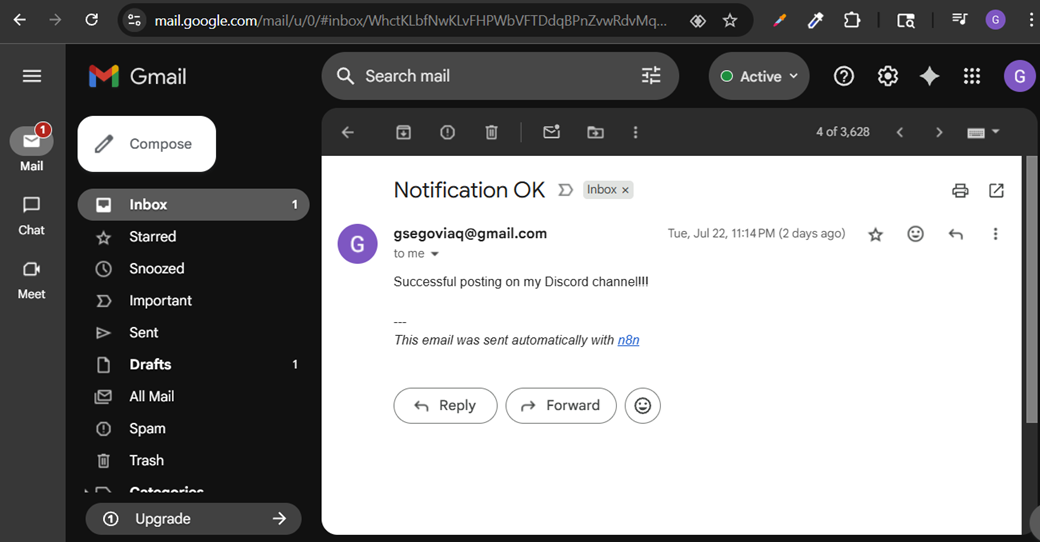 mail.google.com/mail/u/0/#inbox/WhctKLbfNwKLvFHPWbVFTDdqBPnZvwRdvMq...
G
Gmail
Search mail
Active
G
1
Mail
Chat
Meet
Compose
Inbox 1
Starred
Snoozed
Important
Sent
Drafts 1
All Mail
Spam
Trash
Categories
1 Upgrade
4 of 3,628
Notification OK Inbox ×
G
gsegoviaq@gmail.com Tue, Jul 22, 11:14 PM (2 days ago)
to me
Successful posting on my Discord channel!!!
---
This email was sent automatically with n8n
Reply Forward